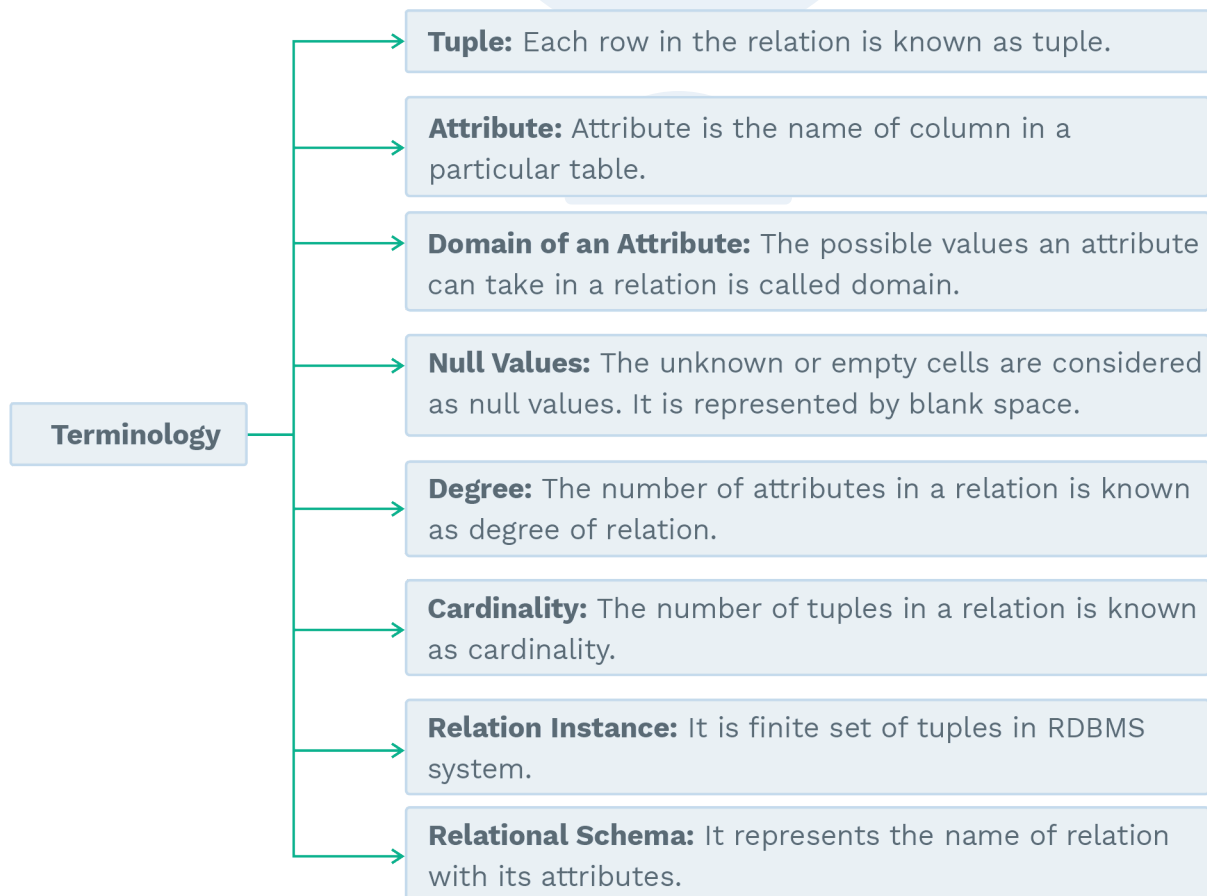 Tuple: Each row in the relation is known as tuple.
Attribute: Attribute is the name of column in a
particular table.
Domain of an Attribute: The possible values an attribute
can take in a relation is called domain.
Null Values: The unknown or empty cells are considered
as null values. It is represented by blank space.
Terminology
Degree: The number of attributes in a relation is known
as degree of relation.
Cardinality: The number of tuples in a relation is known
as cardinality.
Relation Instance: It is finite set of tuples in RDBMS
system.
Relational Schema: It represents the name of relation
with its attributes.